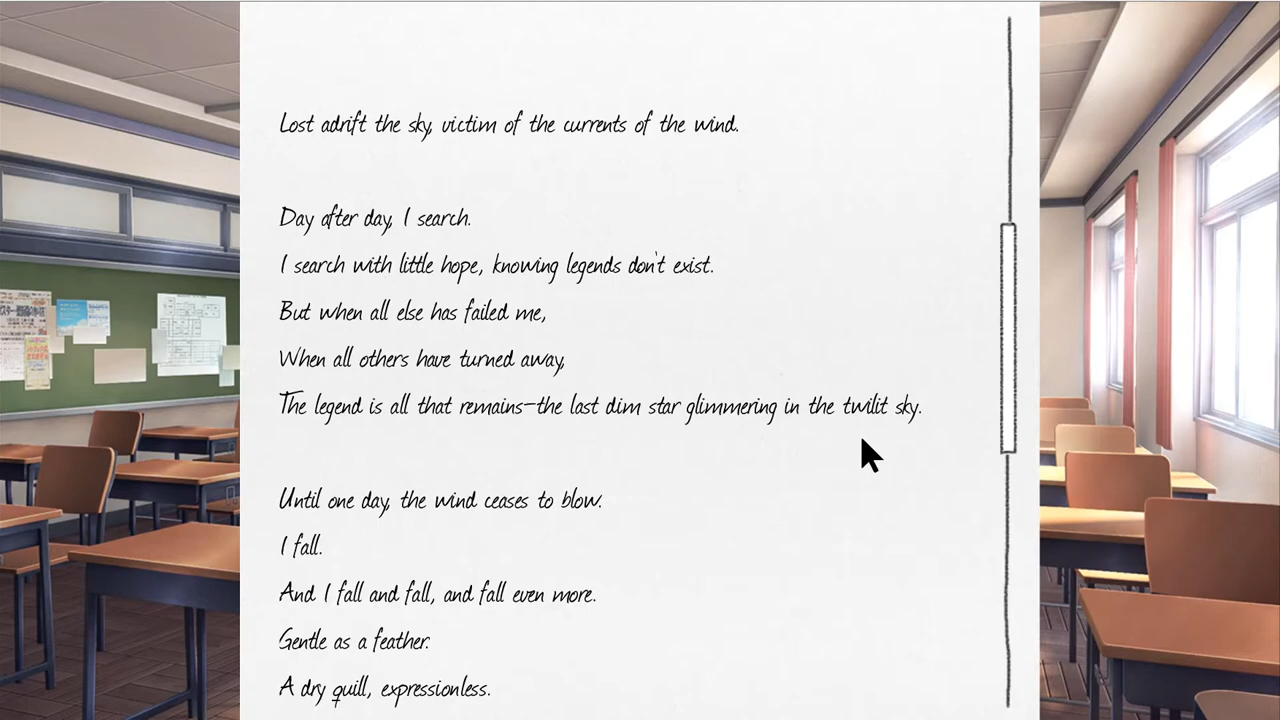 Lost adrift the sky, victim of the currents of the wind.
Day after day, I search.
I search with little hope, knowing legends don't exist.
But when all else has failed me,
When all others have turned away,
The legend is all that remains—the last dim star glimmering in the twilit sky.
Until one day, the wind ceases to blow.
I fall.
And I fall and fall, and fall even more.
Gentle as a feather.
A dry quill, expressionless.